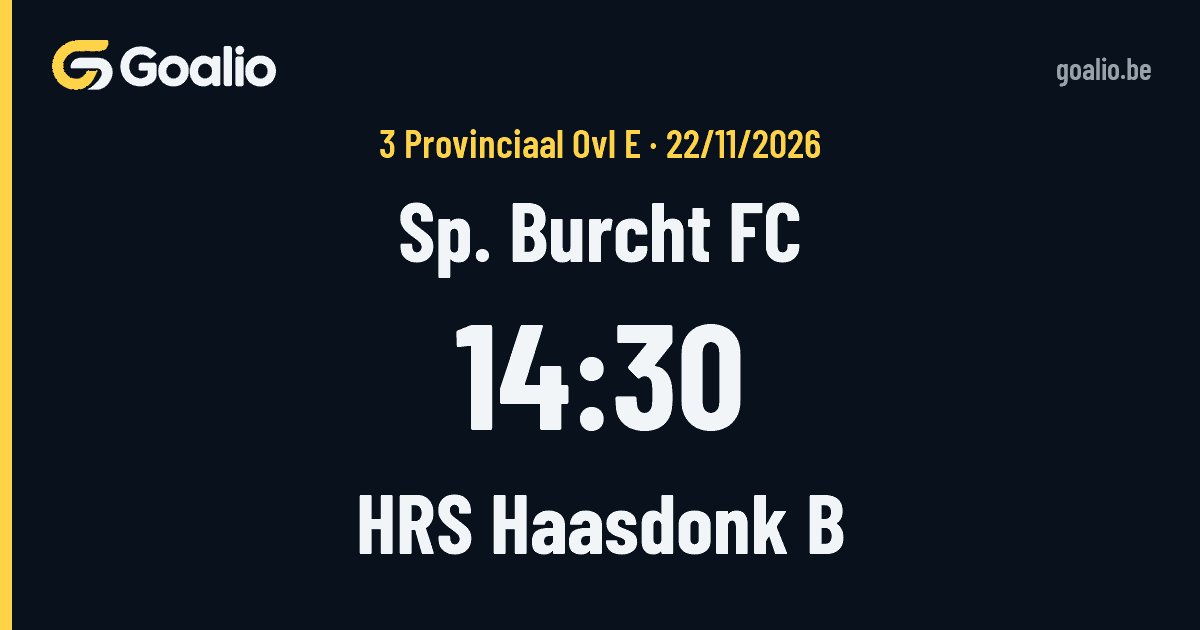 Goalio
goalio.be
3 Provinciaal Ovl E · 22/11/2026
Sp. Burcht FC
14:30
HRS Haasdonk B